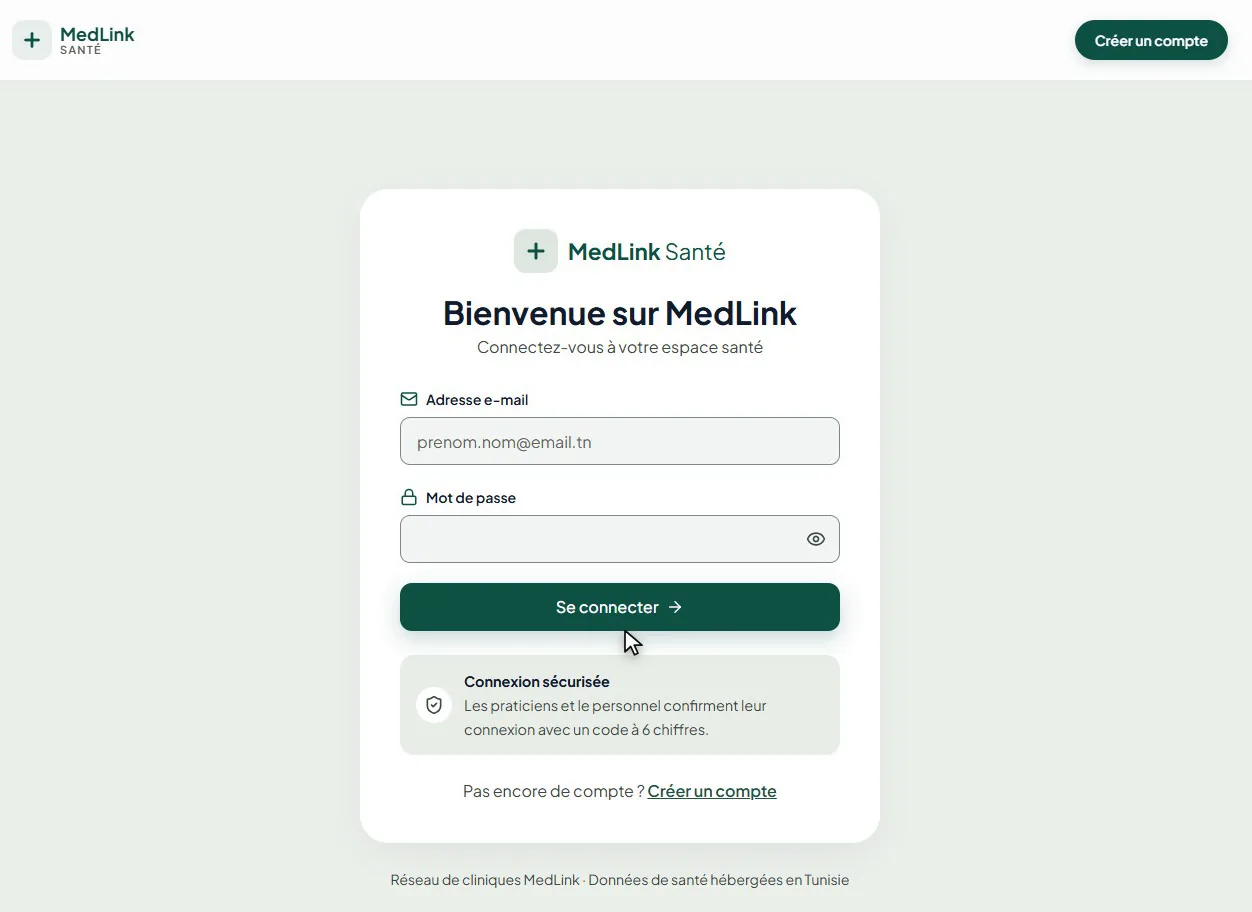 MedLink
SANTÉ
Créer un compte
MedLink Santé
Bienvenue sur MedLink
Connectez-vous à votre espace santé
Adresse e-mail
prenom.nom@email.tn
Mot de passe
Se connecter →
Connexion sécurisée
Les praticiens et le personnel confirment leur
connexion avec un code à 6 chiffres.
Pas encore de compte ? Créer un compte
Réseau de cliniques MedLink · Données de santé hébergées en Tunisie